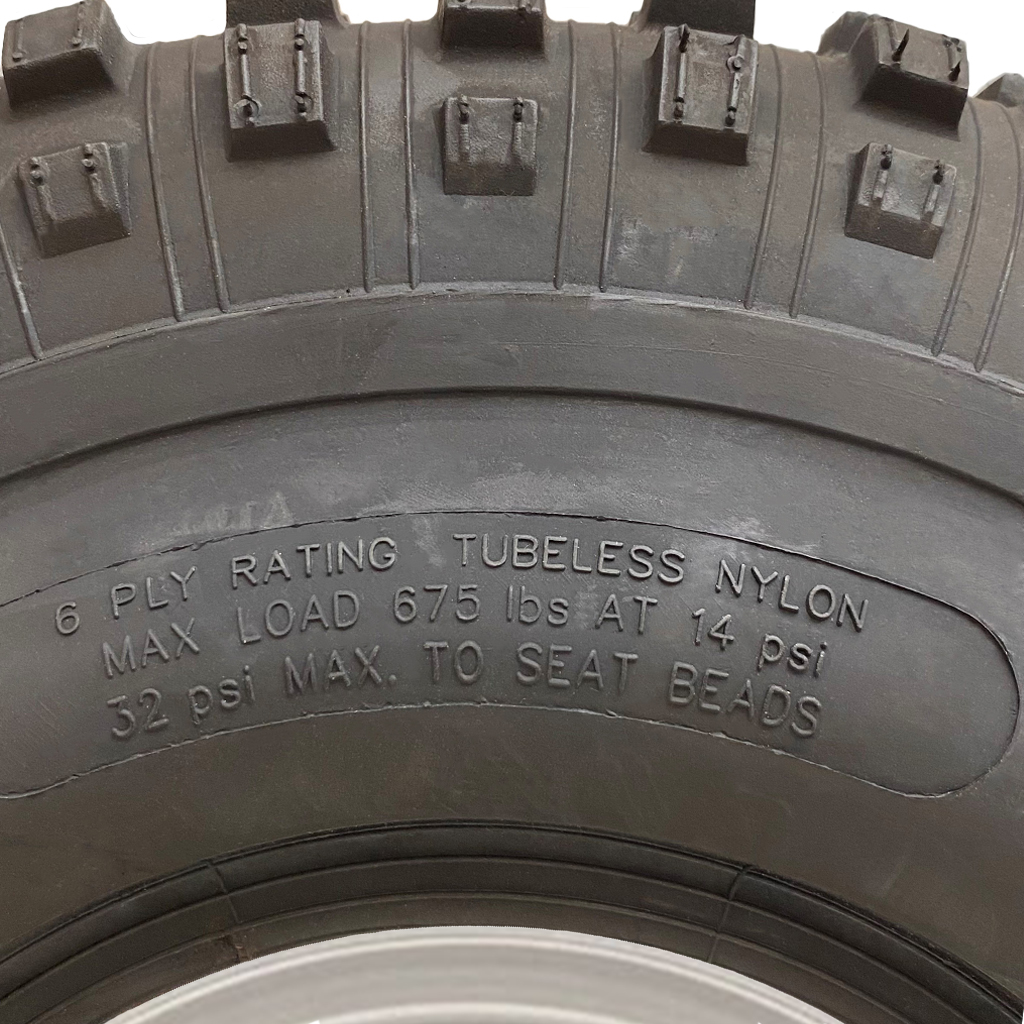 6 PLY RATING TUBELESS NYLON
MAX LOAD 675 lbs AT 14 psi
32 psi MAX. TO SEAT BEADS